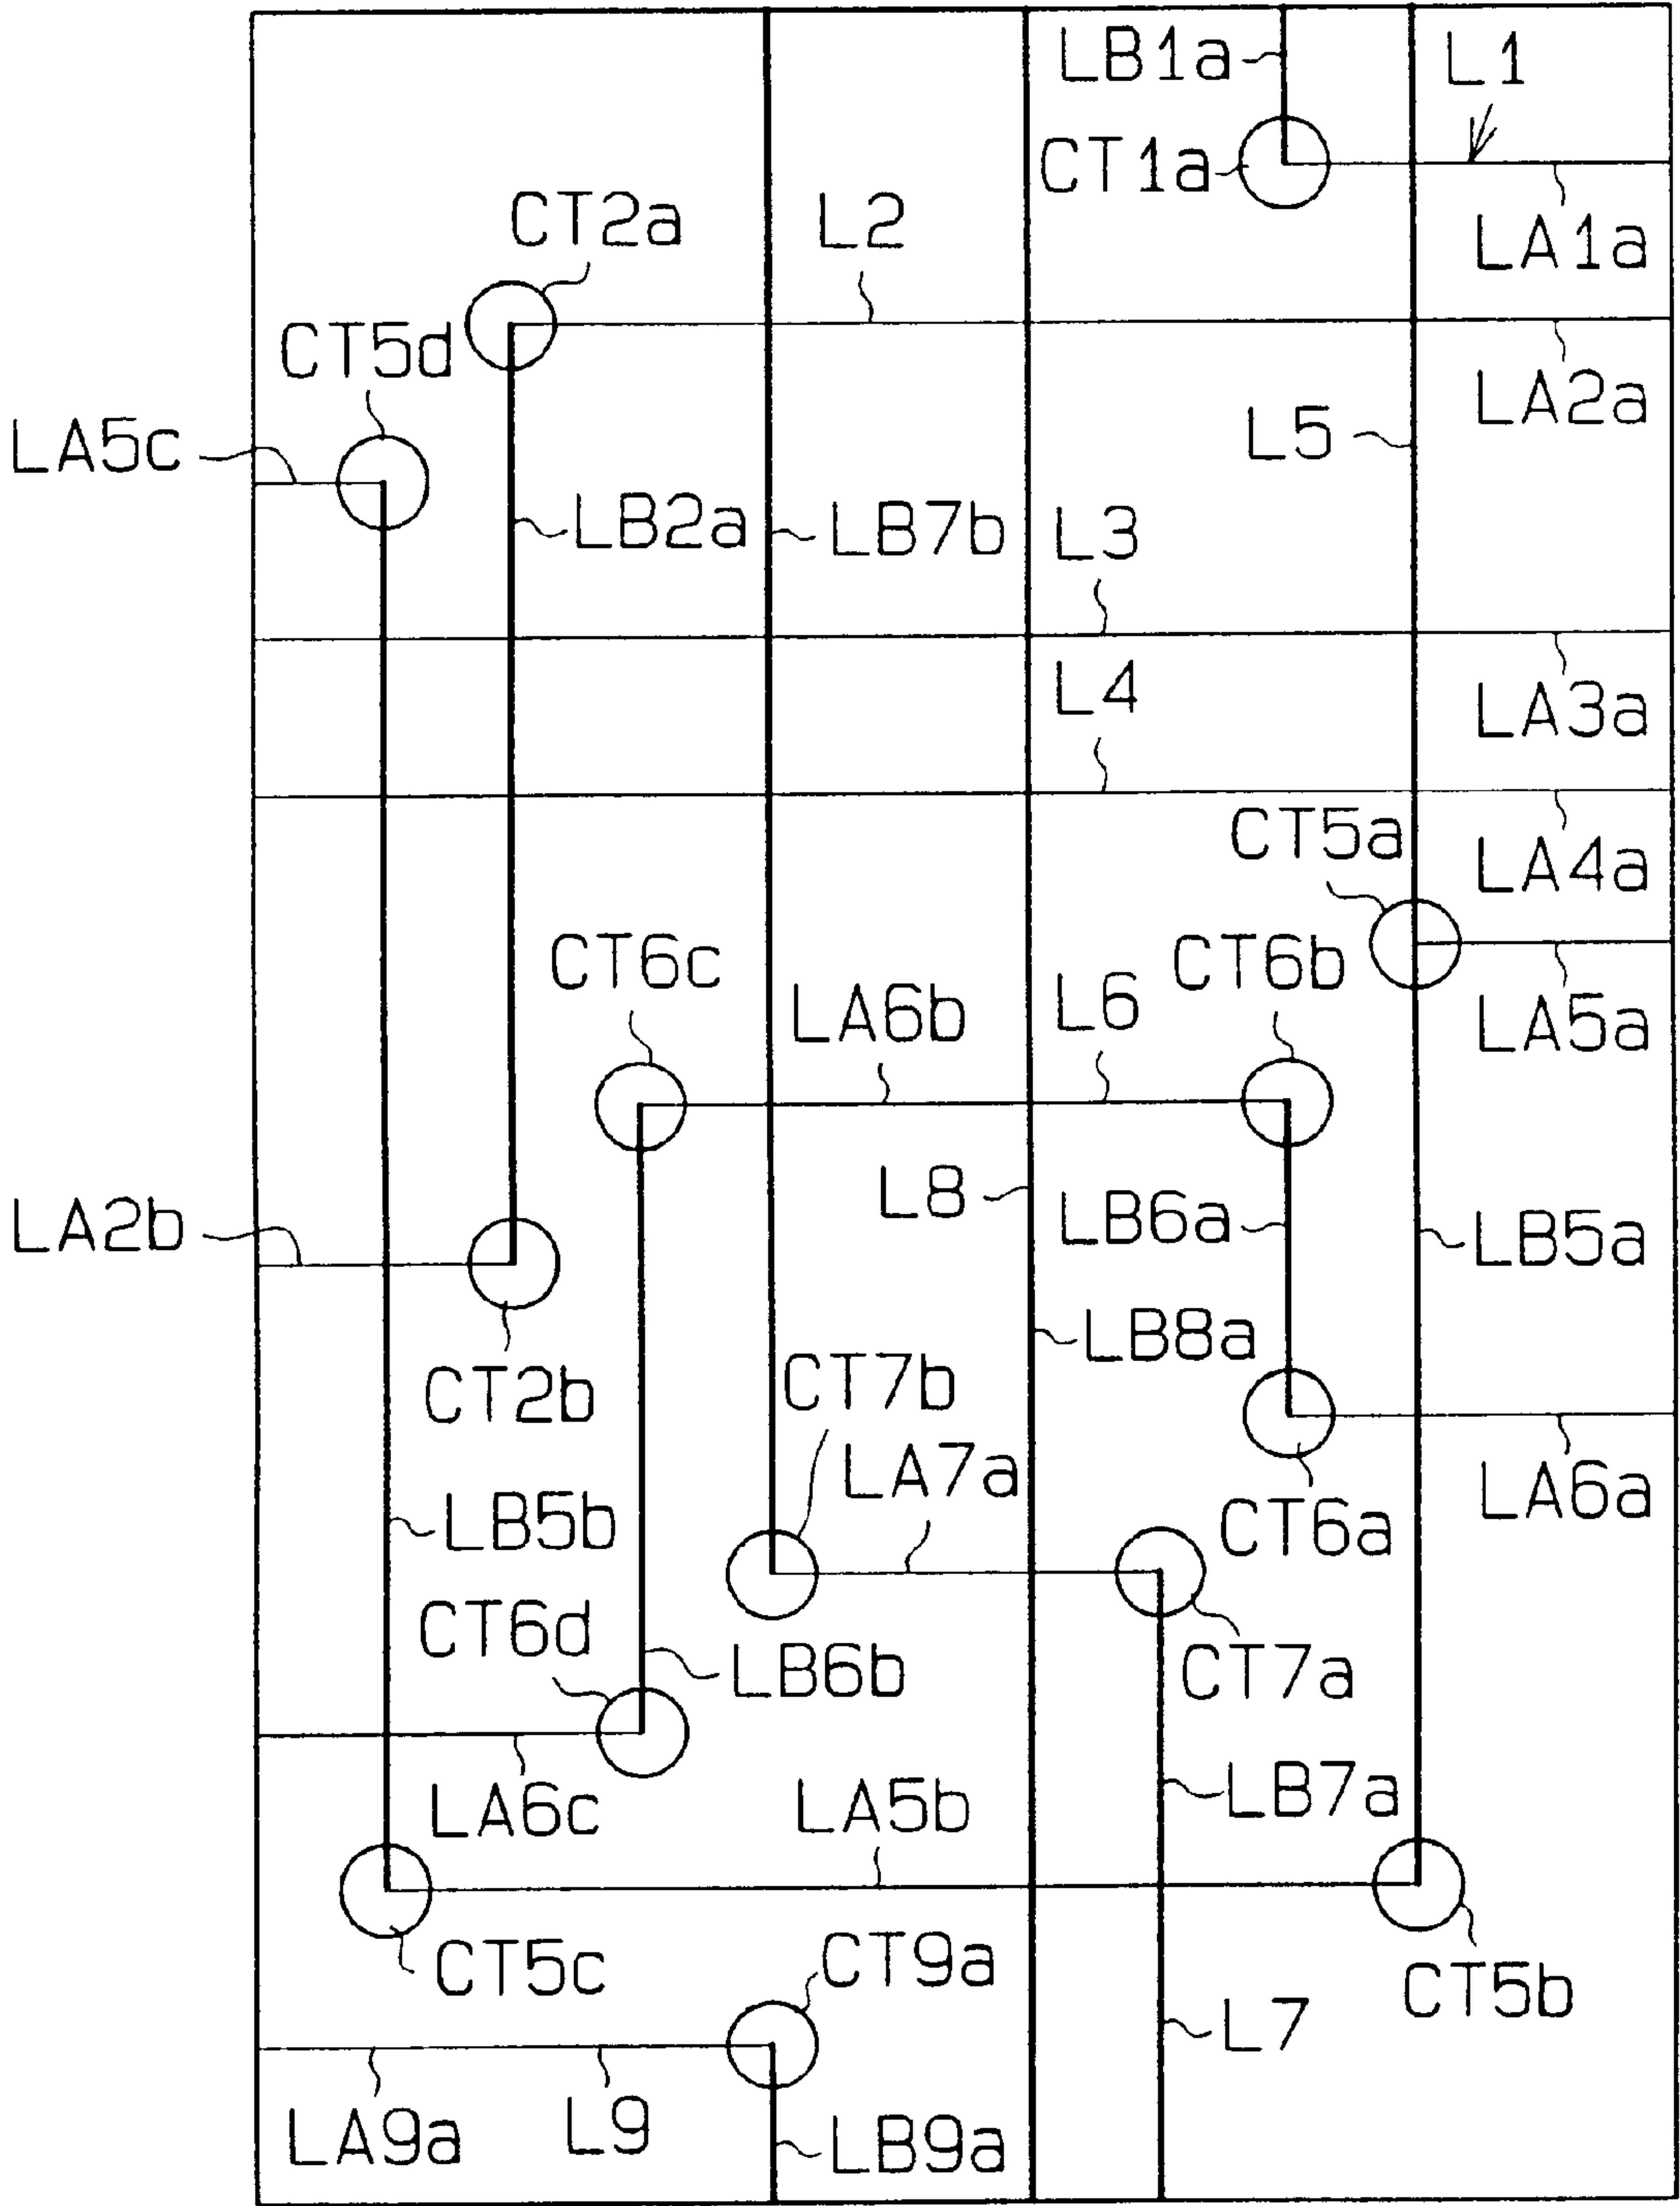 LB1a
L1
CT1a
CT2a
L2
LA1a
CT5d
LA2a
L5
LA5c
LB2a
LB7b
L3
L4
LA3a
CT5a
LA4a
CT6c
CT6b
LA6b
L6
LA5a
L8
LB6a
LA2b
LB5a
LB8a
CT2b
CT7b
LA7a
LB5b
CT6a
LA6a
CT6d
LB6b
CT7a
LA6c
LA5b
LB7a
CT5c
CT9a
CT5b
L7
LA9a
L9
LB9a